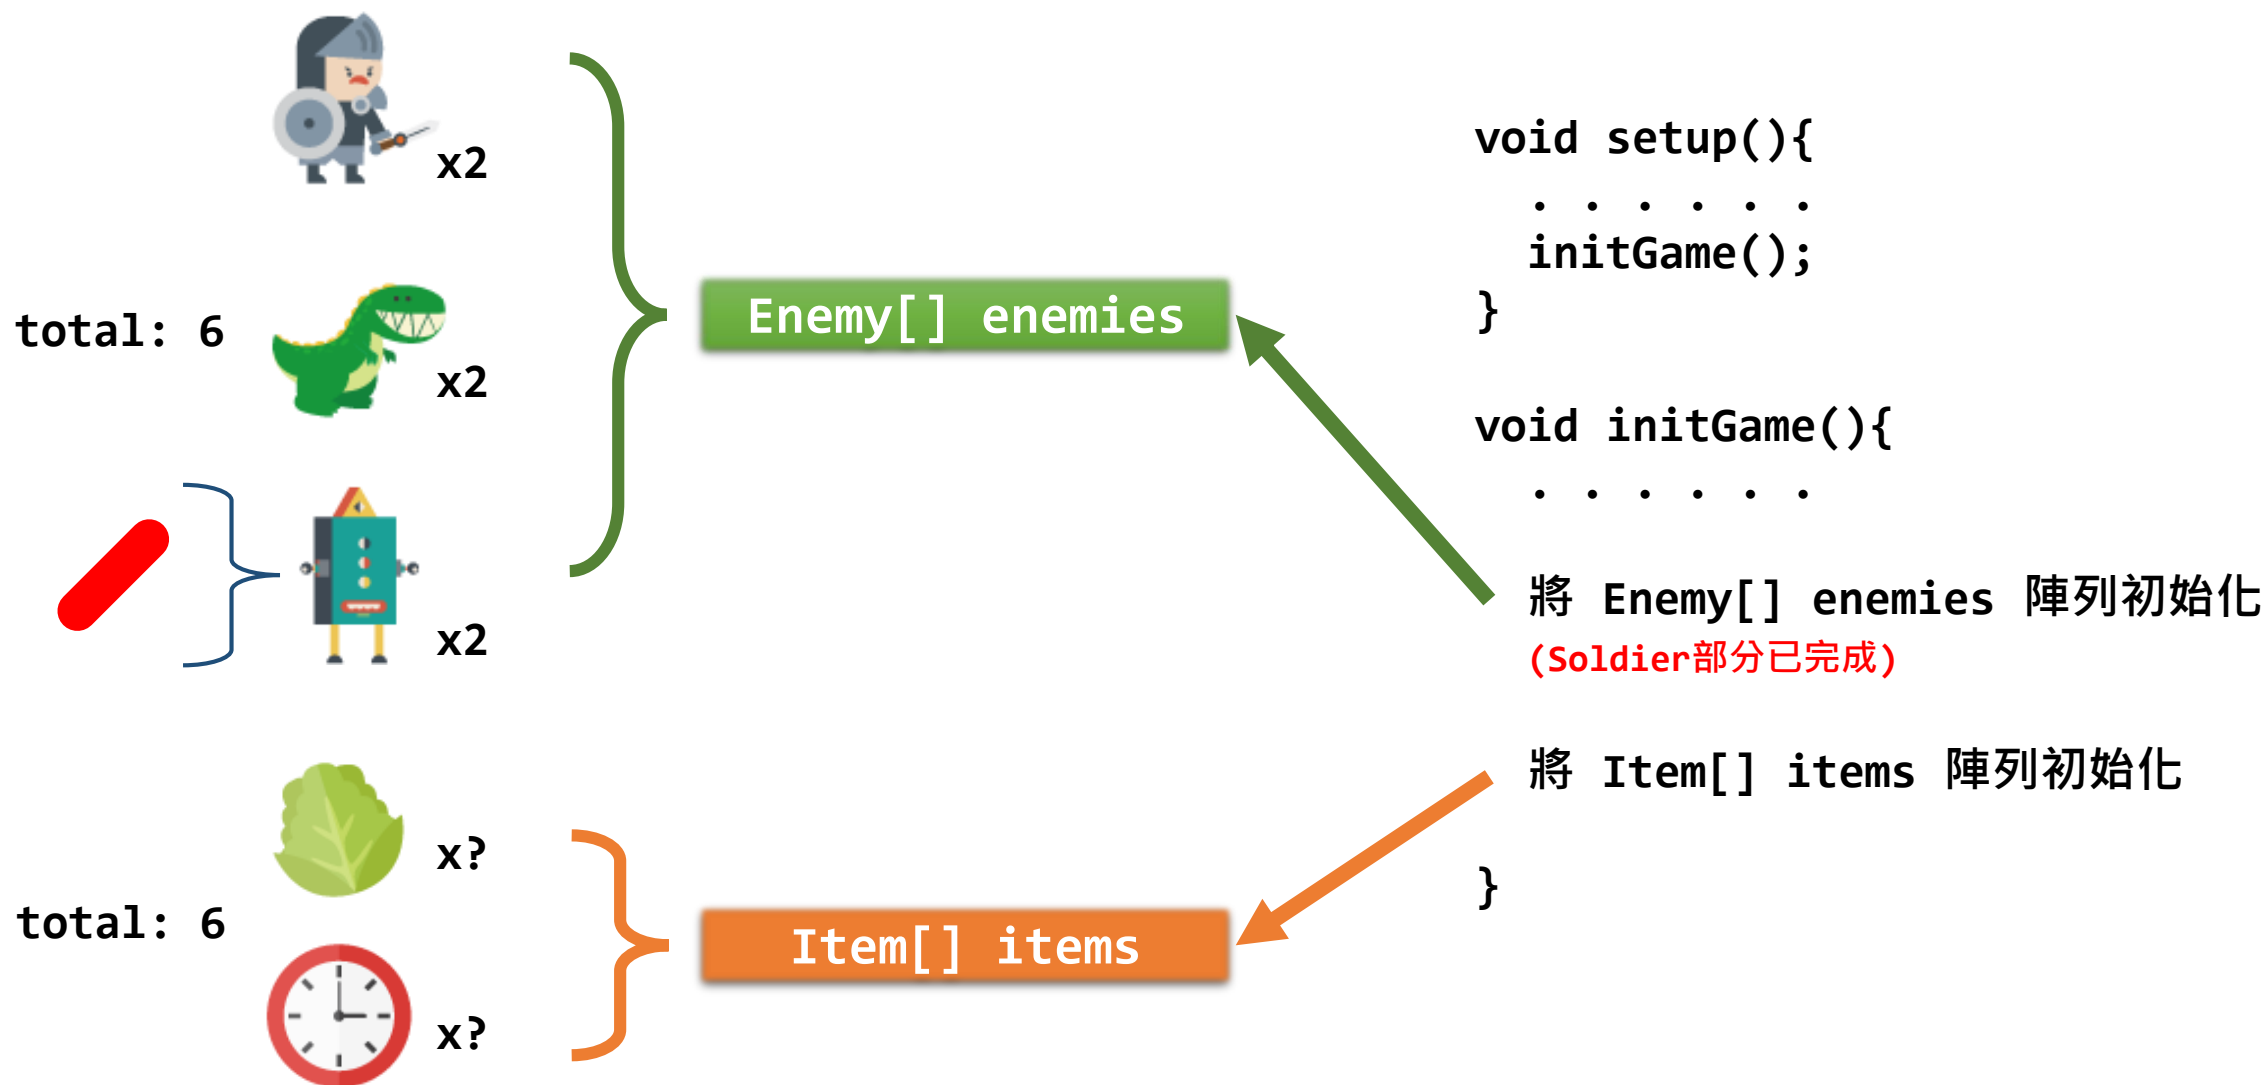 x2
total: 6
x2
x2
x?
total: 6
x?
Enemy[] enemies
Item[] items
void setup(){
. . . . . .
initGame();
}
void initGame(){
. . . . . .
將 Enemy[] enemies 陣列初始化
(Soldier部分已完成)
將 Item[] items 陣列初始化
}